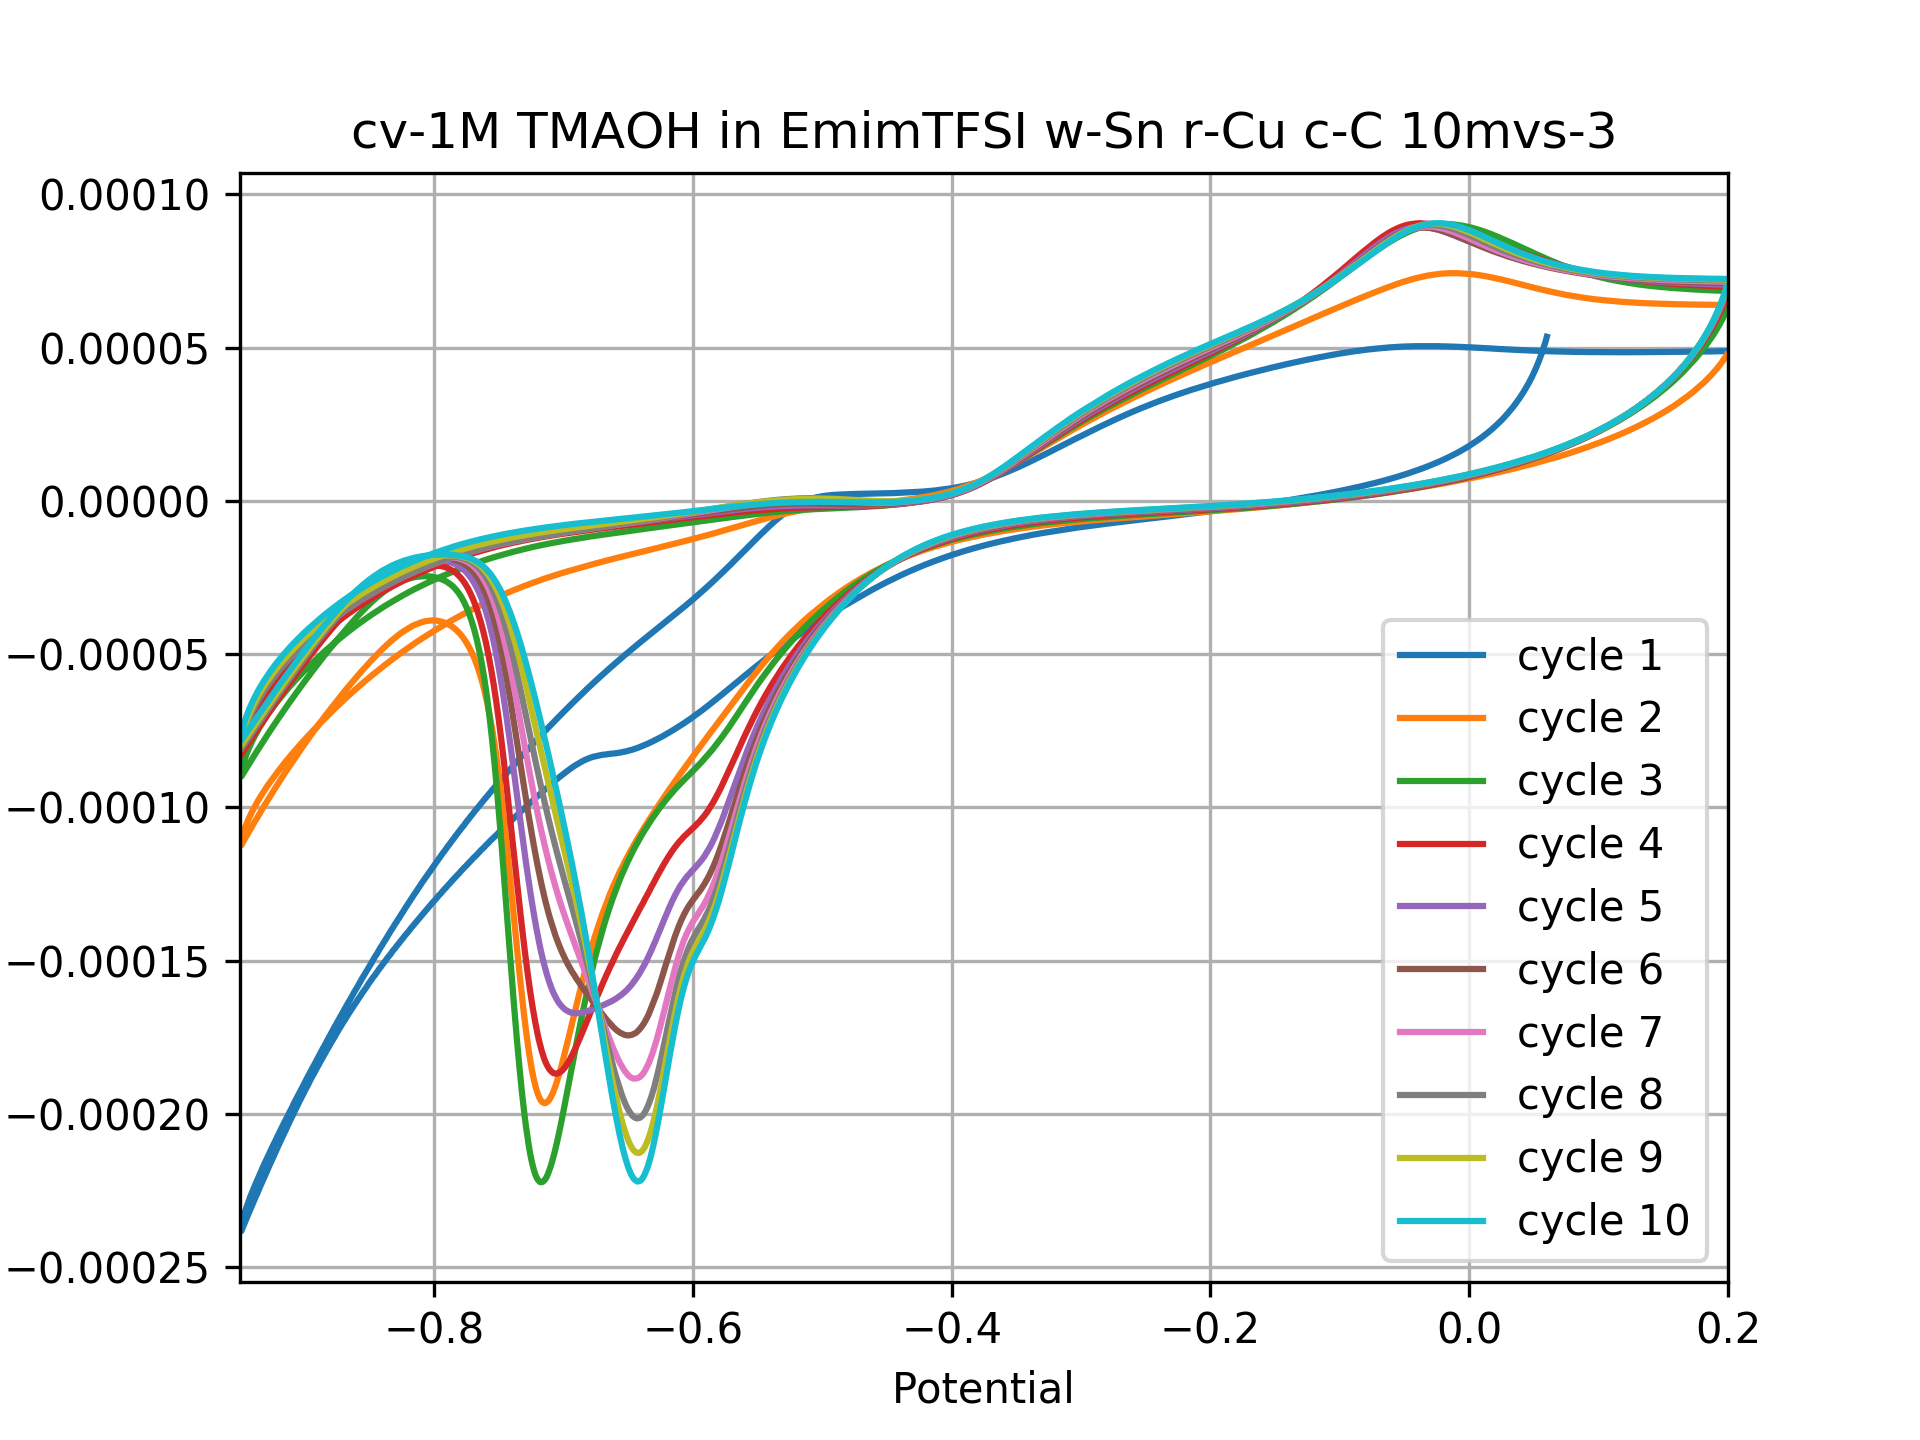 cv-1M TMAOH in EmimTFSI w-Sn r-Cu c-C 10mvs-3
0.00010
0.00005
0.00000
−0.00005
−0.00010
−0.00015
−0.00020
−0.00025
cycle 1
cycle 2
cycle 3
cycle 4
cycle 5
cycle 6
cycle 7
cycle 8
cycle 9
cycle 10
−0.8 −0.6 −0.4 −0.2 0.0 0.2
Potential